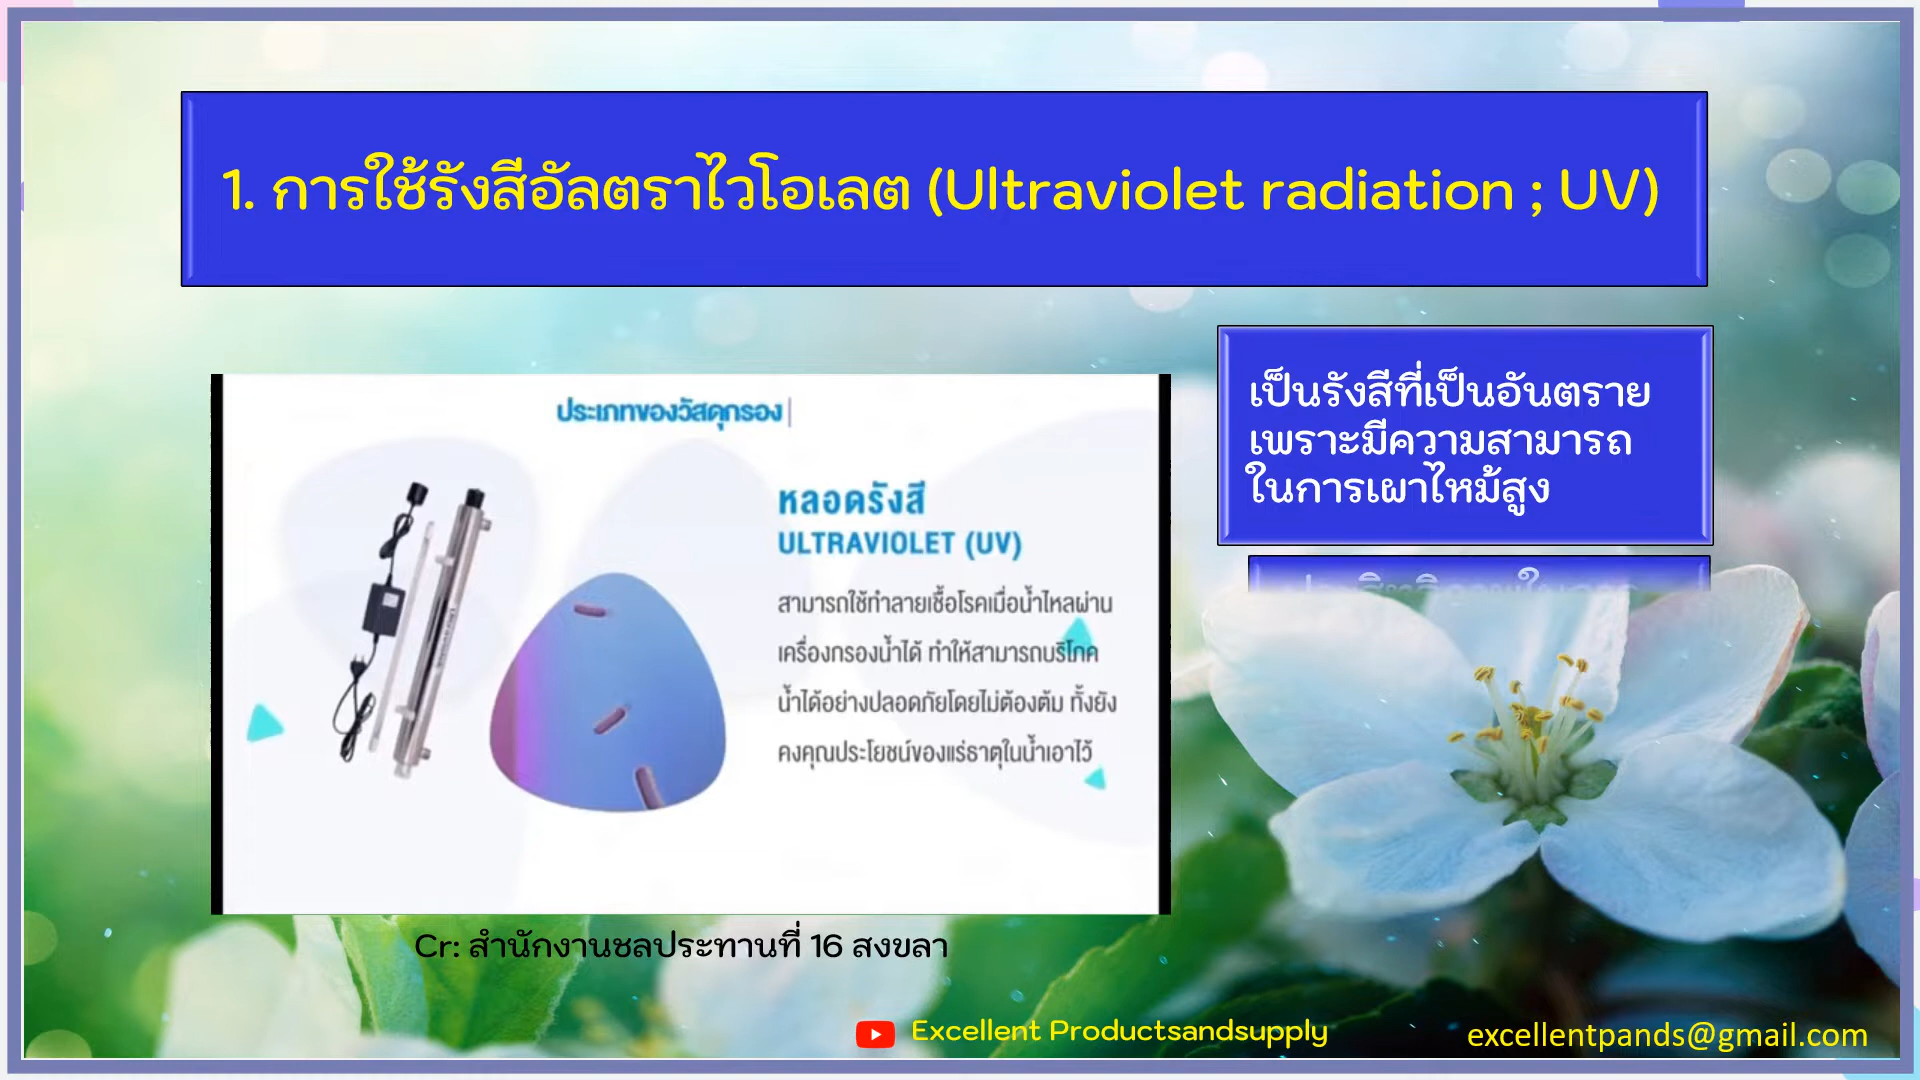 1. การใช้รังสีอัลตราไวโอเลต (Ultraviolet radiation ; UV)
ประเภทของวัสดุกรอง
หลอดรังสี
ULTRAVIOLET (UV)
สามารถใช้ทำลายเชื้อโรคเมื่อน้ำไหลผ่าน
เครื่องกรองน้ำได้ ทำให้สามารถบริโภค
น้ำได้อย่างปลอดภัยโดยไม่ต้องต้ม ทั้งยัง
คงคุณประโยชน์ของแร่ธาตุในน้ำเอาไว้
Cr: สำนักงานชลประทานที่ 16 สงขลา
เป็นรังสีที่เป็นอันตราย
เพราะมีความสามารถ
ในการเผาไหม้สูง
Excellent Productsandsupply
excellentpands@gmail.com